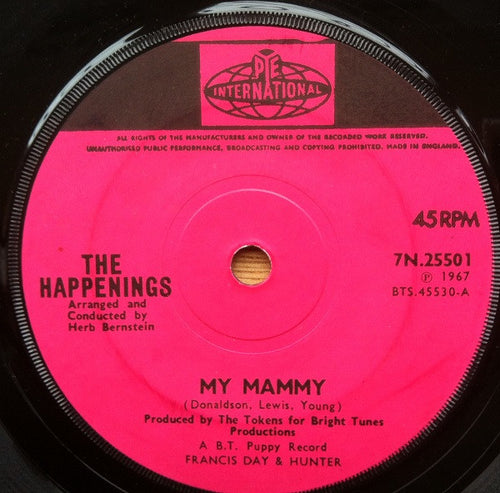 PYE
INTERNATIONAL
ALL RIGHTS OF THE MANUFACTURERS AND OWNER OF THE RECORDED WORK RESERVED.
UNAUTHORISED PUBLIC PERFORMANCE, BROADCASTING AND COPYING PROHIBITED. MADE IN ENGLAND.
45 RPM
7N.25501
℗ 1967
BTS.45530-A
THE
HAPPENINGS
Arranged and
Conducted by
Herb Bernstein
MY MAMMY
(Donaldson, Lewis, Young)
Produced by The Tokens for Bright Tunes
Productions
A B.T. Puppy Record
FRANCIS DAY & HUNTER